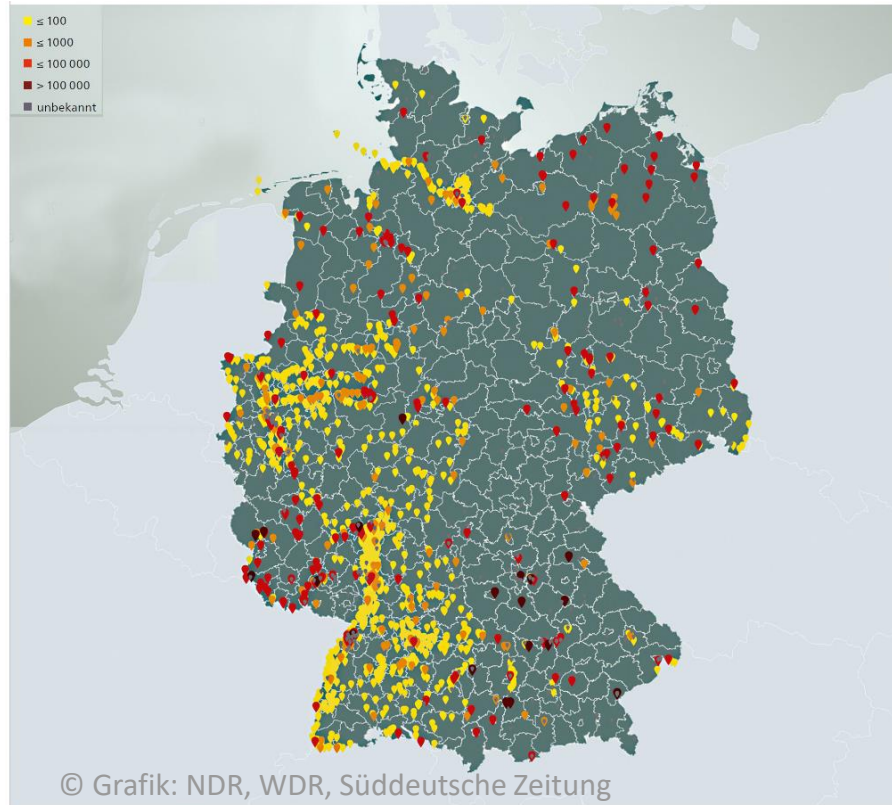 ≤ 100
≤ 1000
≤ 100 000
> 100 000
unbekannt
© Grafik: NDR, WDR, Süddeutsche Zeitung